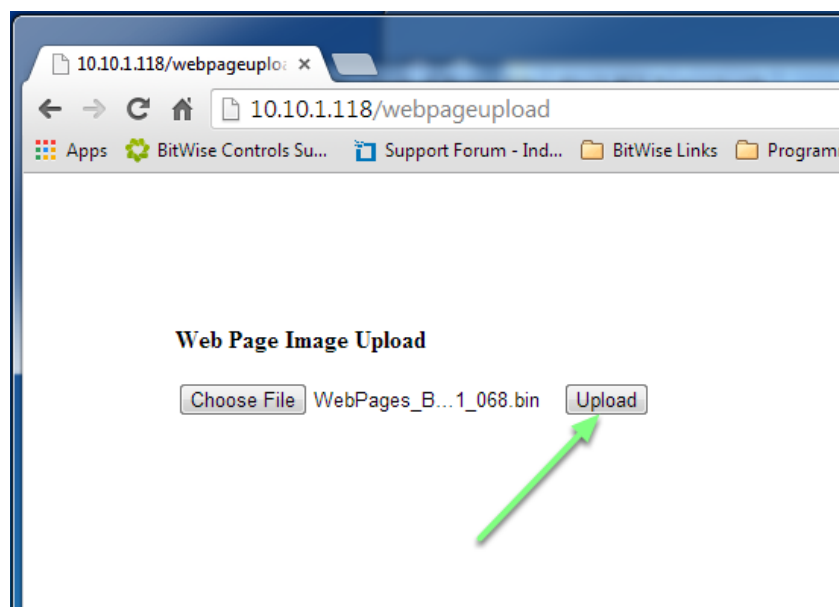 10.10.1.118/webpageuploa
10.10.1.118/webpageupload
Apps BitWise Controls Su... Support Forum - Ind... BitWise Links Program
Web Page Image Upload
Choose File WebPages_B...1_068.bin Upload